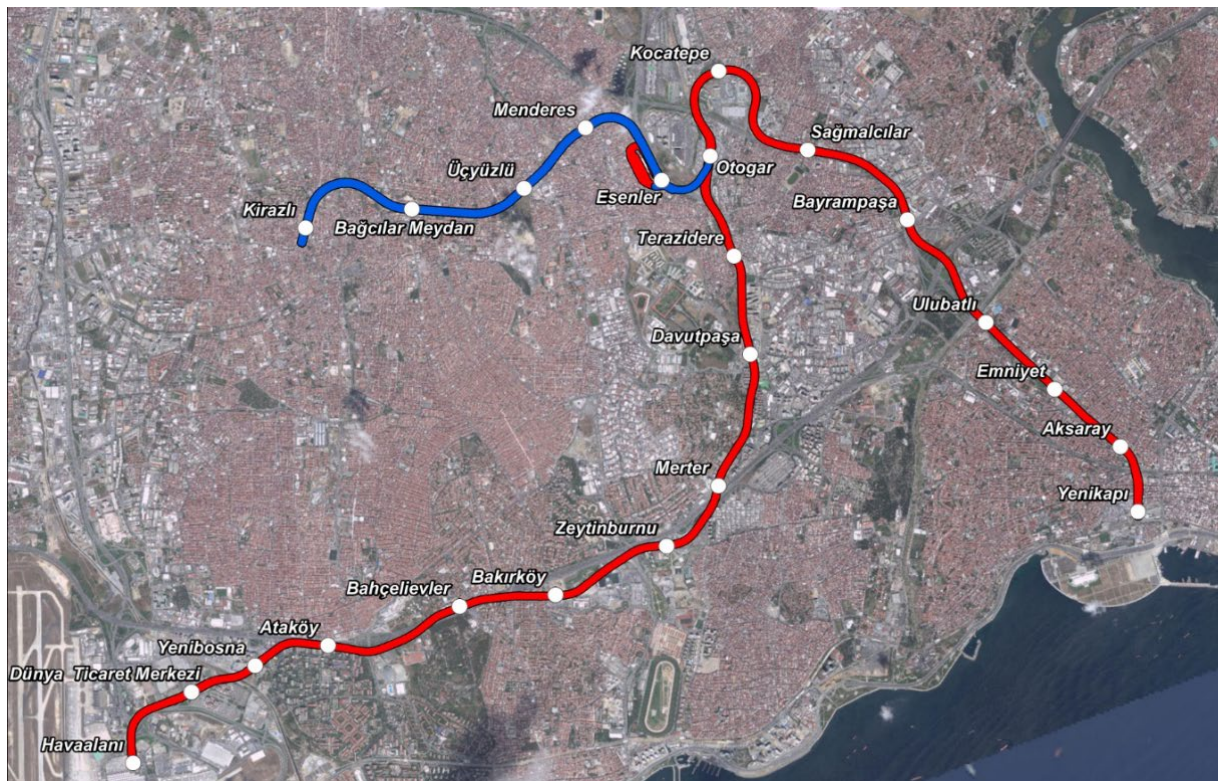 Kocatepe
Menderes
Sağmalcılar
Üçyüzlü
Otogar
Esenler
Kirazlı
Bağcılar Meydan
Bayrampaşa
Terazidere
Ulubatlı
Davutpaşa
Emniyet
Aksaray
Merter
Yenikapı
Zeytinburnu
Bakırköy
Bahçelievler
Ataköy
Yenibosna
Dünya Ticaret Merkezi
Havaalanı